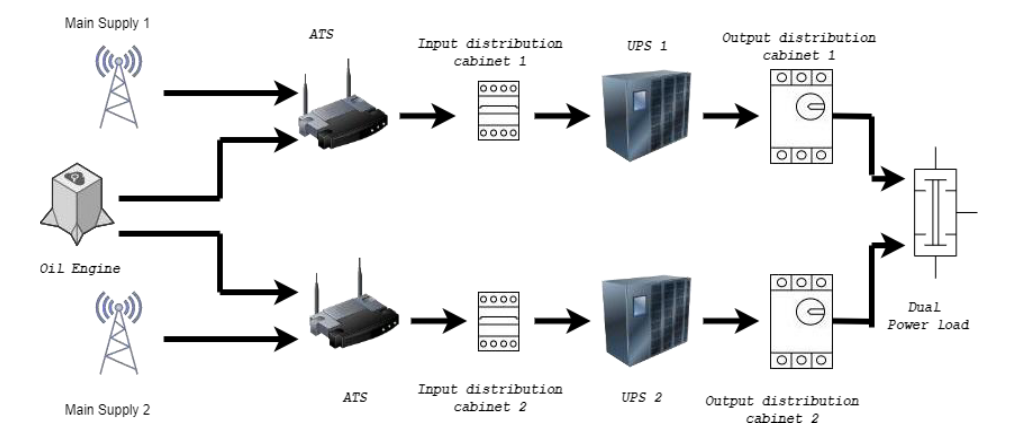 Main Supply 1
ATS
Input distribution
cabinet 1
UPS 1
Output distribution
cabinet 1
Oil Engine
Dual
Power load
Main Supply 2
ATS
Input distribution
cabinet 2
UPS 2
Output distribution
cabinet 2